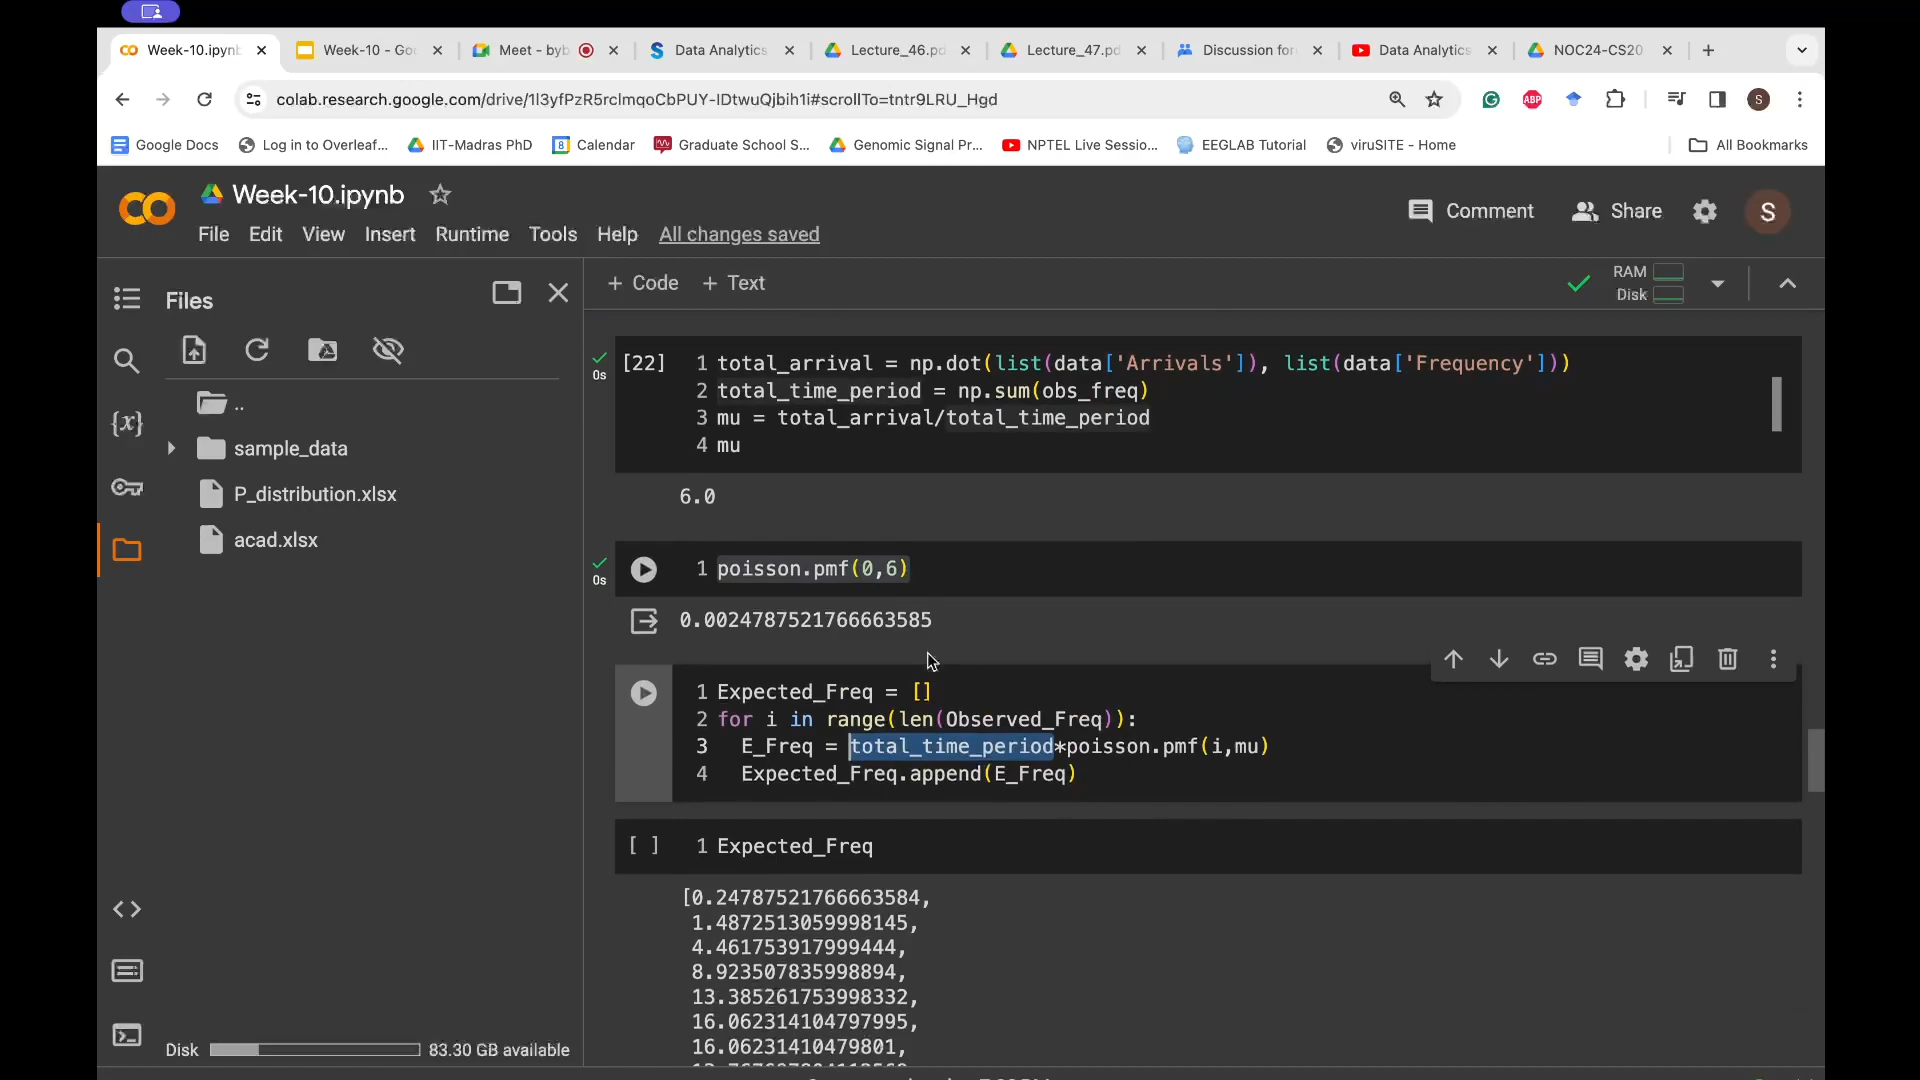 Week-10.ipynb
Week-10 - Goo
Meet - byb
Data Analytics
Lecture_46.pd
Lecture_47.pd
Discussion for
Data Analytics
NOC24-CS20
colab.research.google.com/drive/1l3yfPzR5rclmqoCbPUY-IDtwuQjbih1i#scrollTo=tntr9LRU_Hgd
ABP
S
Google Docs
Log in to Overleaf...
IIT-Madras PhD
8 Calendar
Graduate School S...
Genomic Signal Pr...
NPTEL Live Sessio...
EEGLAB Tutorial
viruSITE - Home
All Bookmarks
Week-10.ipynb
Comment
Share
S
File Edit View Insert Runtime Tools Help All changes saved
Files
+ Code + Text
RAM
Disk
..
sample_data
P_distribution.xlsx
acad.xlsx
{x}
Disk 83.30 GB available
0s
[22] 1 total_arrival = np.dot(list(data['Arrivals']), list(data['Frequency']))
2 total_time_period = np.sum(obs_freq)
3 mu = total_arrival/total_time_period
4 mu
6.0
0s
1 poisson.pmf(0,6)
0.0024787521766663585
1 Expected_Freq = []
2 for i in range(len(Observed_Freq)):
3 E_Freq = total_time_period*poisson.pmf(i,mu)
4 Expected_Freq.append(E_Freq)
[ ] 1 Expected_Freq
[0.24787521766663584,
1.4872513059998145,
4.461753917999444,
8.923507835998894,
13.385261753998332,
16.062314104797995,
16.06231410479801,